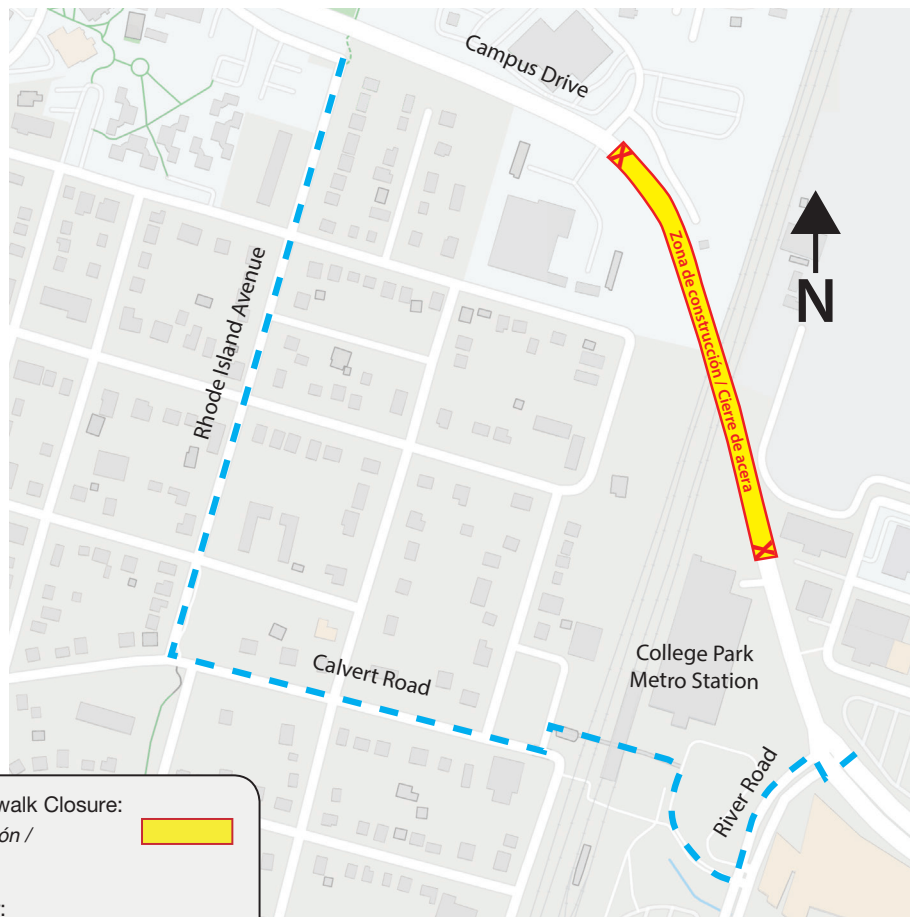 Campus Drive
Zona de construcción / Cierre de acera
N
Rhode Island Avenue
College Park
Metro Station
Calvert Road
River Road
walk Closure:
ón /